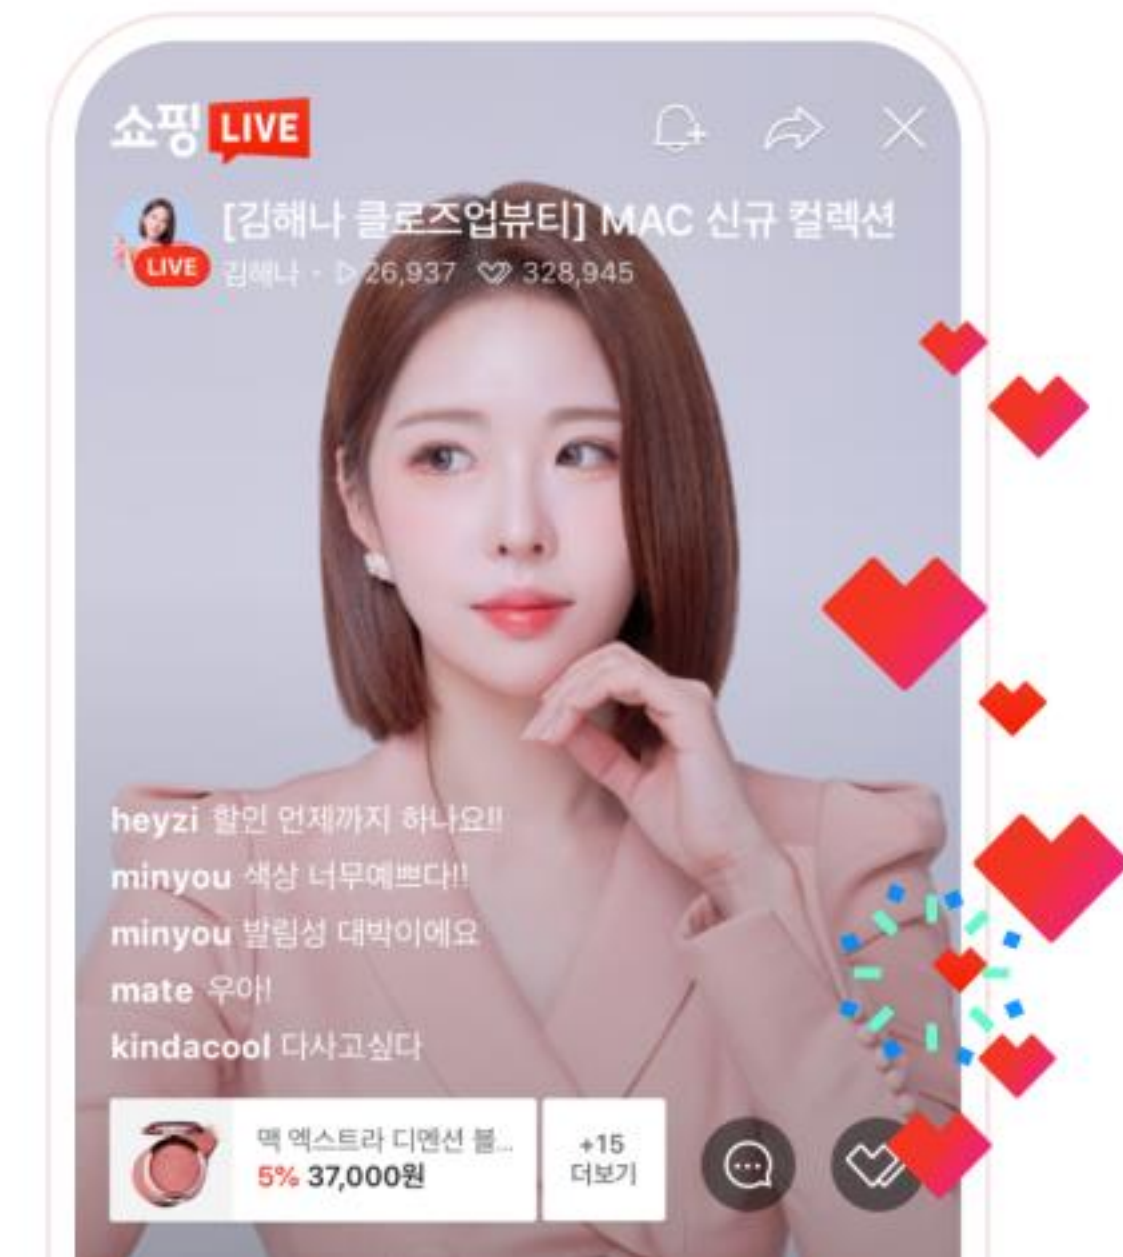 쇼핑 LIVE
[김해나 클로즈업뷰티] MAC 신규 컬렉션
LIVE
김해나 · 26,937 328,945
heyzi 할인 언제까지 하나요!!
minyou 색상 너무예쁘다!!
minyou 발림성 대박이에요
mate 우아!
kindacool 다사고싶다
맥 엑스트라 디멘션 블...
5% 37,000원
+15
더보기